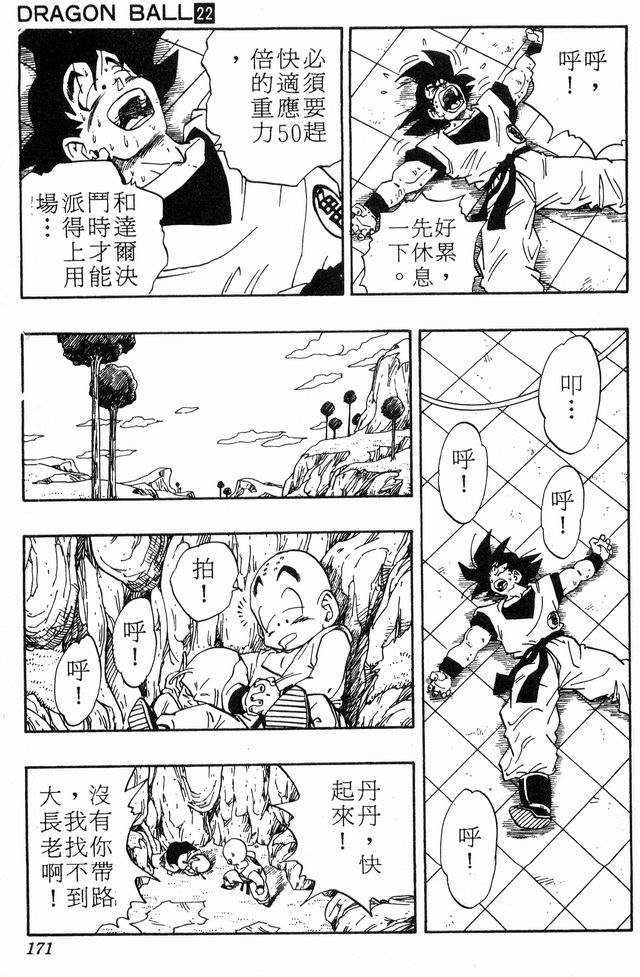 DRAGON BALL 22
呼，
呼！
好累，
先休息
一下。
必須要趕
快適應50
倍的重力
，
和達爾決
鬥時才能
派得上用
場…
叩…
呼！
呼！
呼！
拍！
呼！
呼！
丹丹，快
起來！
沒有你帶路
，我找不到
大長老啊！
171